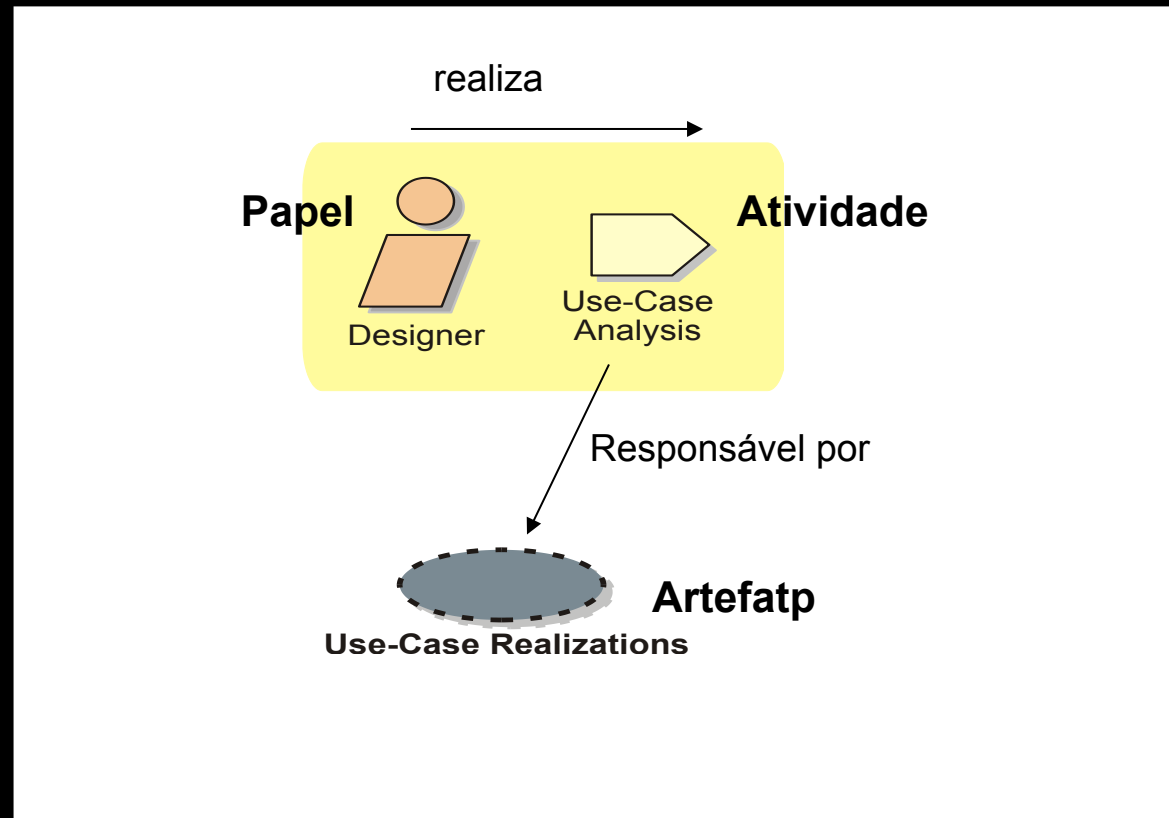 realiza
Papel
Atividade
Designer
Use-Case
Analysis
Responsável por
Artefatp
Use-Case Realizations